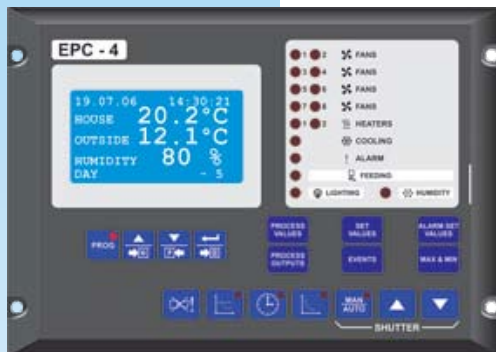 EPC - 4
19.07.06 14:30:21
HOUSE 20.2°C
OUTSIDE 12.1°C
HUMIDITY 80 %
DAY - 5
1 2 FANS
3 4 FANS
5 6 FANS
7 8 FANS
1 2 HEATERS
COOLING
! ALARM
FEEDING
LIGHTING HUMIDITY
PROCESS VALUES
SET VALUES
ALARM SET VALUES
PROG
PROCESS OUTPUTS
EVENTS
MAX & MIN
MAN AUTO
SHUTTER